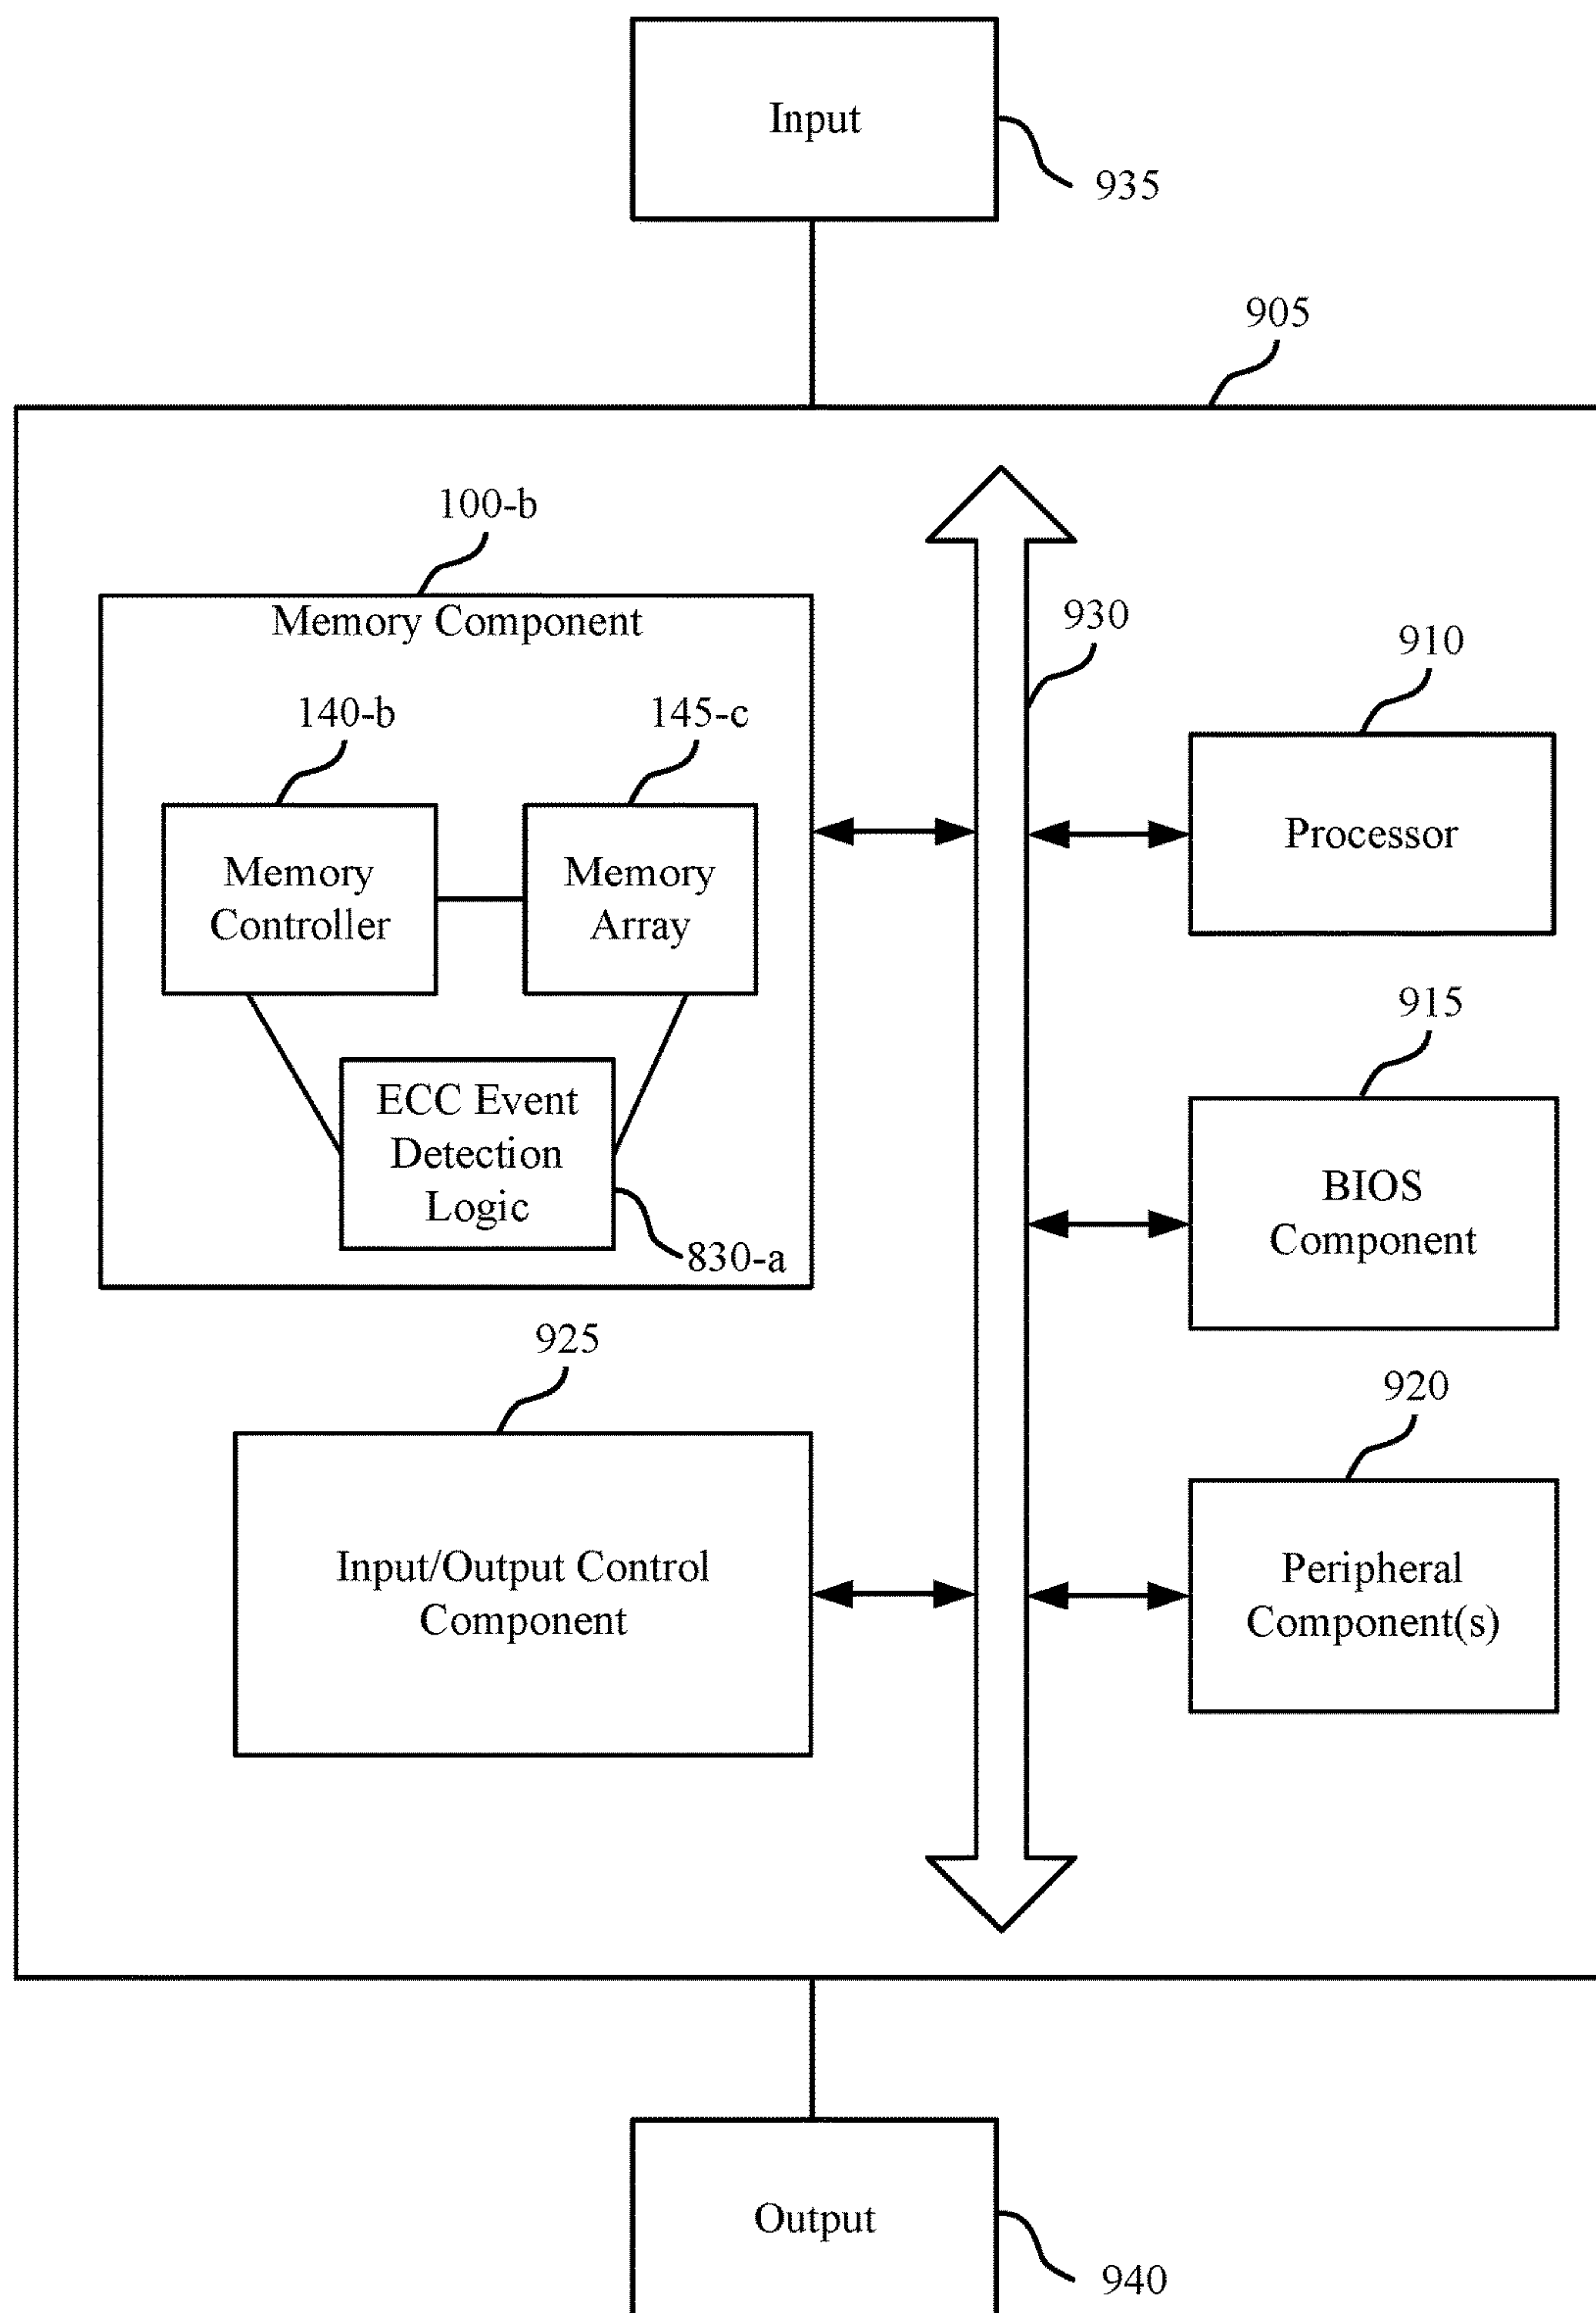 Input
935
905
100-b
Memory Component
930
910
140-b
145-c
Processor
Memory
Controller
Memory
Array
915
ECC Event
Detection
Logic
830-a
BIOS
Component
925
920
Input/Output Control
Component
Peripheral
Component(s)
Output
940